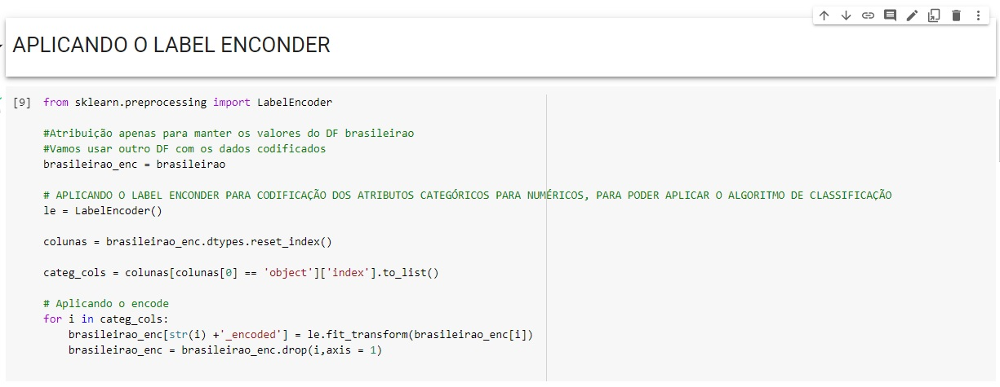 APLICANDO O LABEL ENCONDER
[9] from sklearn.preprocessing import LabelEncoder
#Atribuição apenas para manter os valores do DF brasileirao
#Vamos usar outro DF com os dados codificados
brasileirao_enc = brasileirao
# APLICANDO O LABEL ENCONDER PARA CODIFICAÇÃO DOS ATRIBUTOS CATEGÓRICOS PARA NUMÉRICOS, PARA PODER APLICAR O ALGORITMO DE CLASSIFICAÇÃO
le = LabelEncoder()
colunas = brasileirao_enc.dtypes.reset_index()
categ_cols = colunas[colunas[0] == 'object']['index'].to_list()
# Aplicando o encode
for i in categ_cols:
    brasileirao_enc[str(i) +'_encoded'] = le.fit_transform(brasileirao_enc[i])
    brasileirao_enc = brasileirao_enc.drop(i,axis = 1)